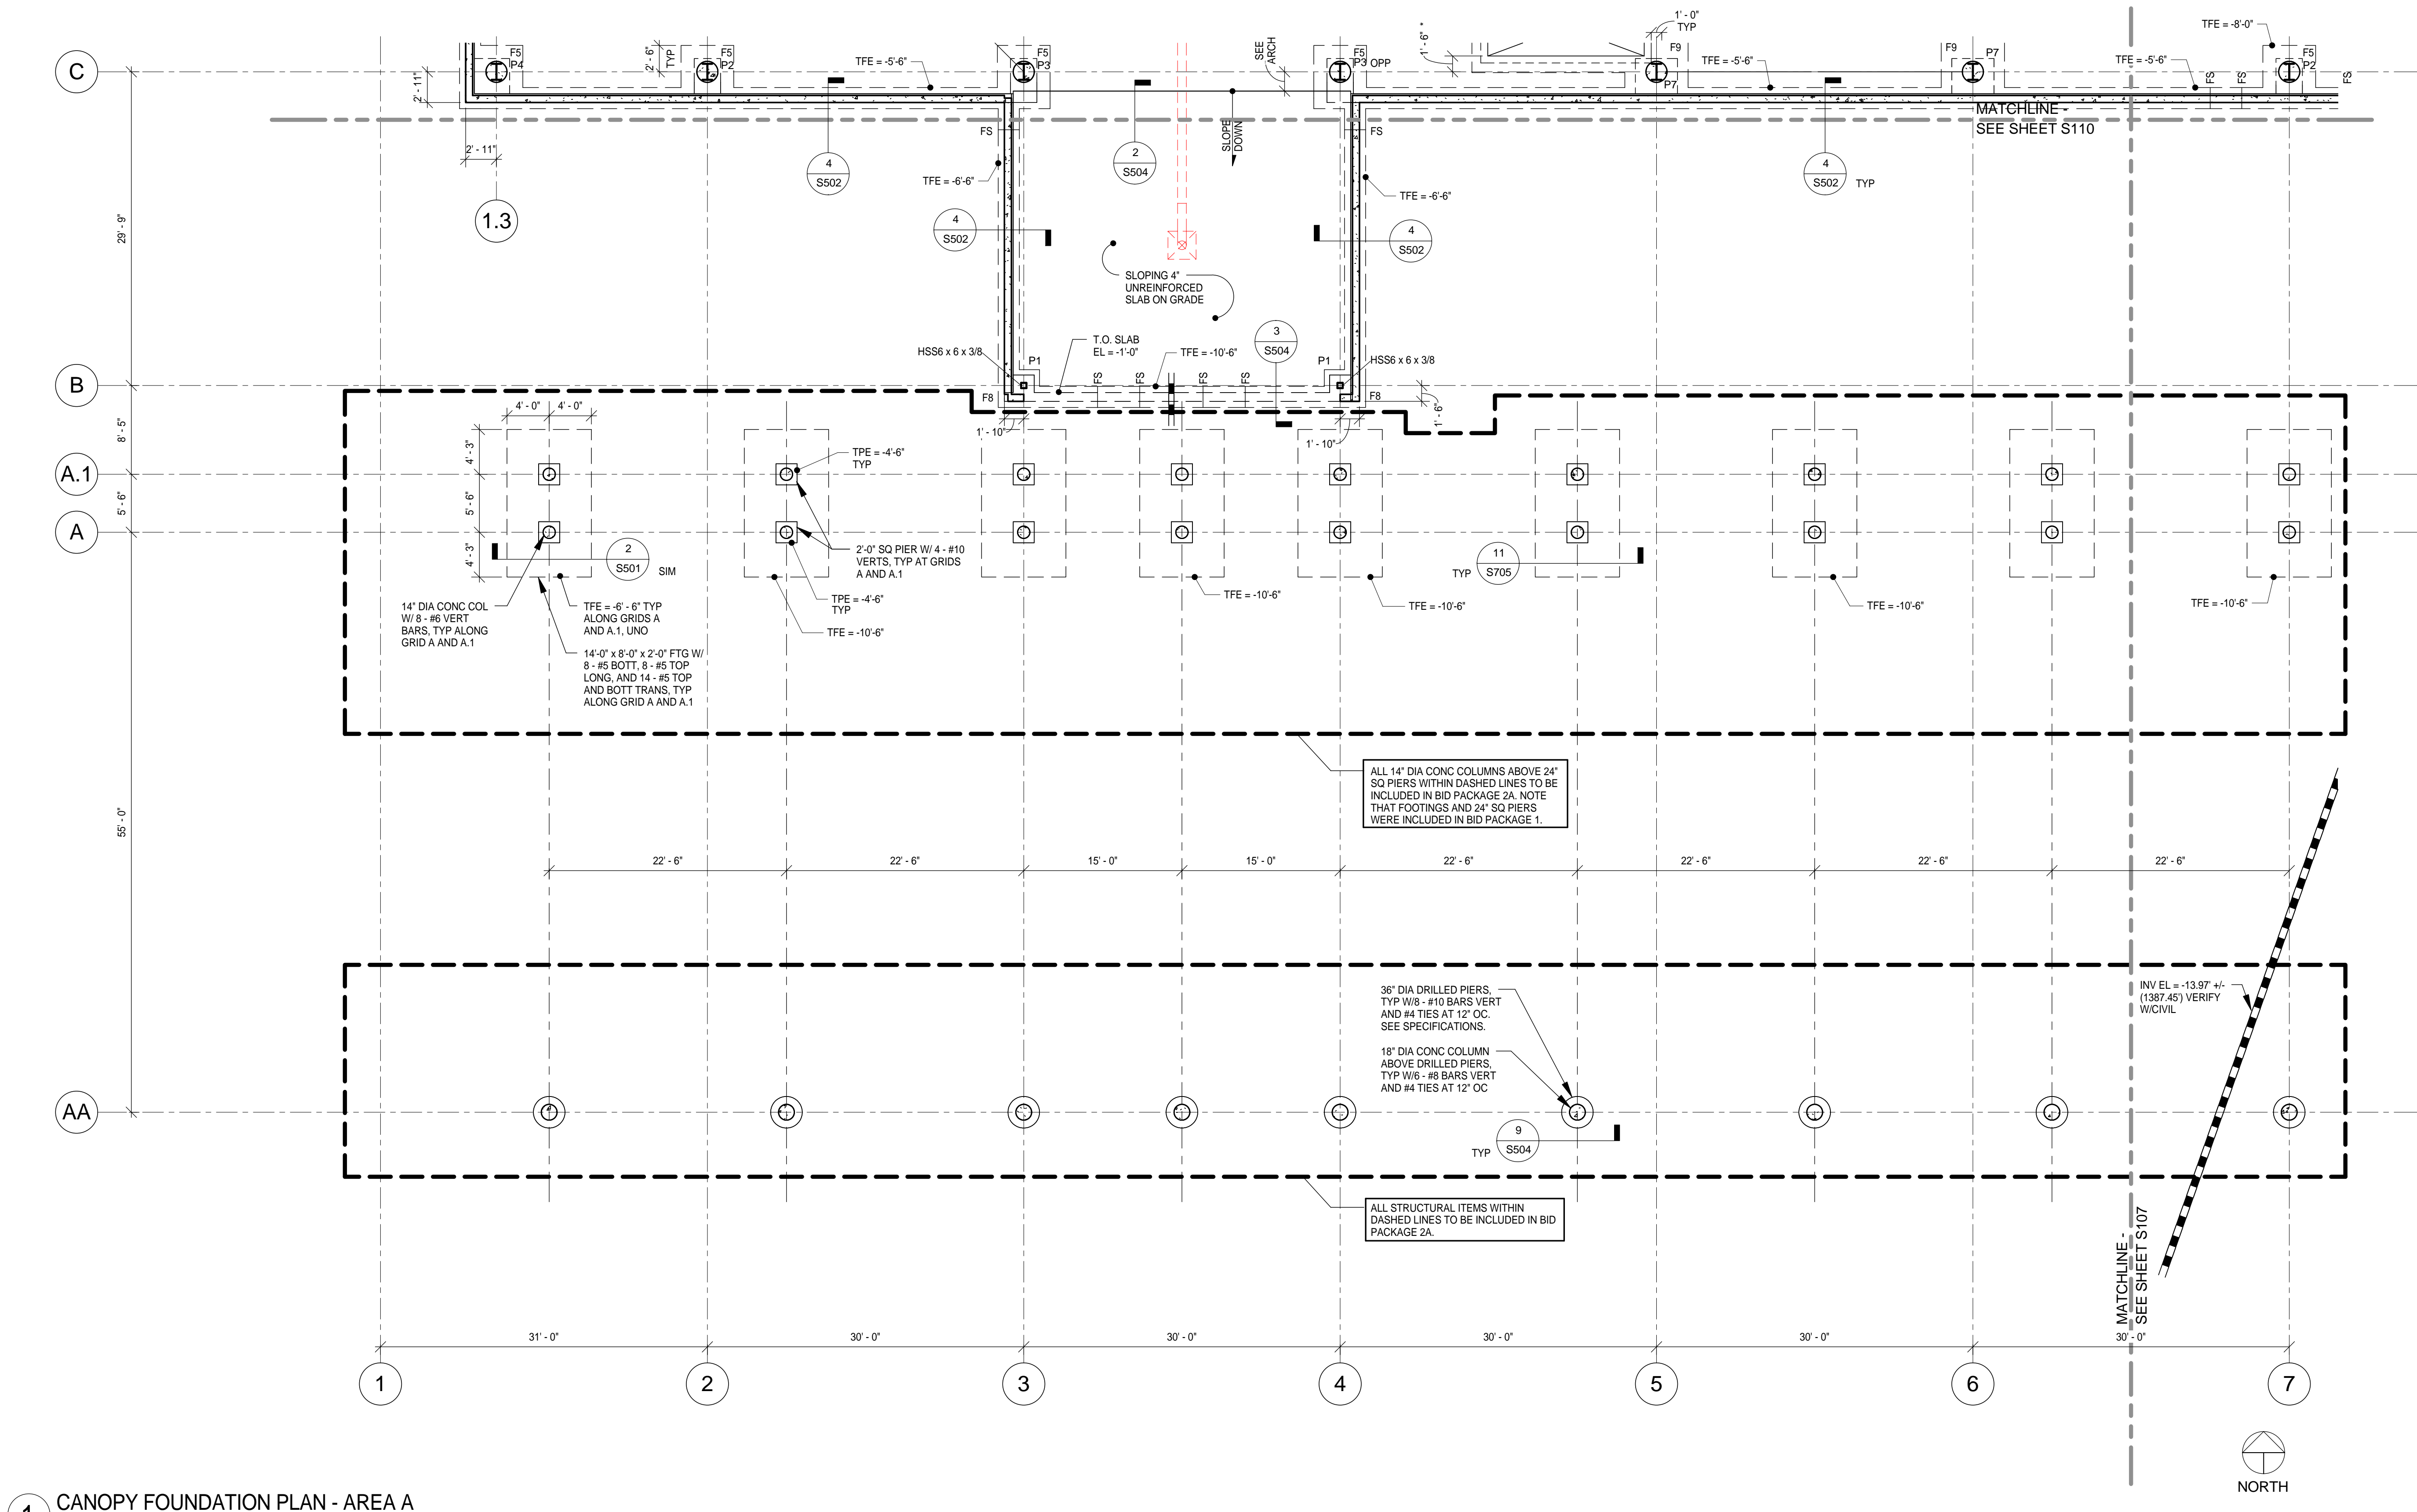 1' - 0"
TYP
TFE = -8'-0"
1' - 6"
SEE
ARCH
2' - 6"
TYP
C
F5
P4
F5
P2
F5
P3
F5
P3
OPP
F9
P7
F9
P7
F5
P2
TFE = -5'-6"
TFE = -5'-6"
TFE = -5'-6"
FS
FS
FS
2' - 11"
2' - 11"
MATCHLINE -
SEE SHEET S110
SLOPE
DOWN
FS
FS
4
S502
2
S504
4
S502
TYP
TFE = -6'-6"
TFE = -6'-6"
1.3
29' - 9"
4
S502
4
S502
SLOPING 4"
UNREINFORCED
SLAB ON GRADE
3
S504
T.O. SLAB
EL = -1'-0"
TFE = -10'-6"
HSS6 x 6 x 3/8
P1
P1
HSS6 x 6 x 3/8
FS
FS
FS
FS
B
F8
F8
1' - 6"
4' - 0"
4' - 0"
8' - 5"
1' - 10"
1' - 10"
4' - 3"
TPE = -4'-6"
TYP
A.1
5' - 6"
5' - 6"
A
4' - 3"
2
S501
SIM
2'-0" SQ PIER W/ 4 - #10
VERTS, TYP AT GRIDS
A AND A.1
TYP
11
S705
14" DIA CONC COL
W/ 8 - #6 VERT
BARS, TYP ALONG
GRID A AND A.1
TFE = -6' - 6" TYP
ALONG GRIDS A
AND A.1, UNO
TPE = -4'-6"
TYP
TFE = -10'-6"
TFE = -10'-6"
TFE = -10'-6"
TFE = -10'-6"
TFE = -10'-6"
14'-0" x 8'-0" x 2'-0" FTG W/
8 - #5 BOTT, 8 - #5 TOP
LONG, AND 14 - #5 TOP
AND BOTT TRANS, TYP
ALONG GRID A AND A.1
ALL 14" DIA CONC COLUMNS ABOVE 24"
SQ PIERS WITHIN DASHED LINES TO BE
INCLUDED IN BID PACKAGE 2A. NOTE
THAT FOOTINGS AND 24" SQ PIERS
WERE INCLUDED IN BID PACKAGE 1.
55' - 0"
22' - 6"
22' - 6"
15' - 0"
15' - 0"
22' - 6"
22' - 6"
22' - 6"
22' - 6"
36" DIA DRILLED PIERS,
TYP W/8 - #10 BARS VERT
AND #4 TIES AT 12" OC.
SEE SPECIFICATIONS.
INV EL = -13.97' +/-
(1387.45') VERIFY
W/CIVIL
18" DIA CONC COLUMN
ABOVE DRILLED PIERS,
TYP W/6 - #8 BARS VERT
AND #4 TIES AT 12" OC
AA
TYP
9
S504
ALL STRUCTURAL ITEMS WITHIN
DASHED LINES TO BE INCLUDED IN BID
PACKAGE 2A.
MATCHLINE -
SEE SHEET S107
31' - 0"
30' - 0"
30' - 0"
30' - 0"
30' - 0"
30' - 0"
1
2
3
4
5
6
7
NORTH
1
CANOPY FOUNDATION PLAN - AREA A